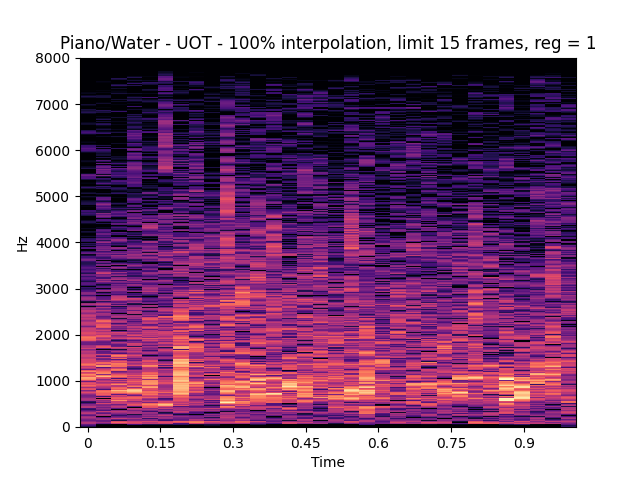 Piano/Water - UOT - 100% interpolation, limit 15 frames, reg = 1
8000
7000
6000
5000
4000
3000
2000
1000
0
Hz
0 0.15 0.3 0.45 0.6 0.75 0.9
Time